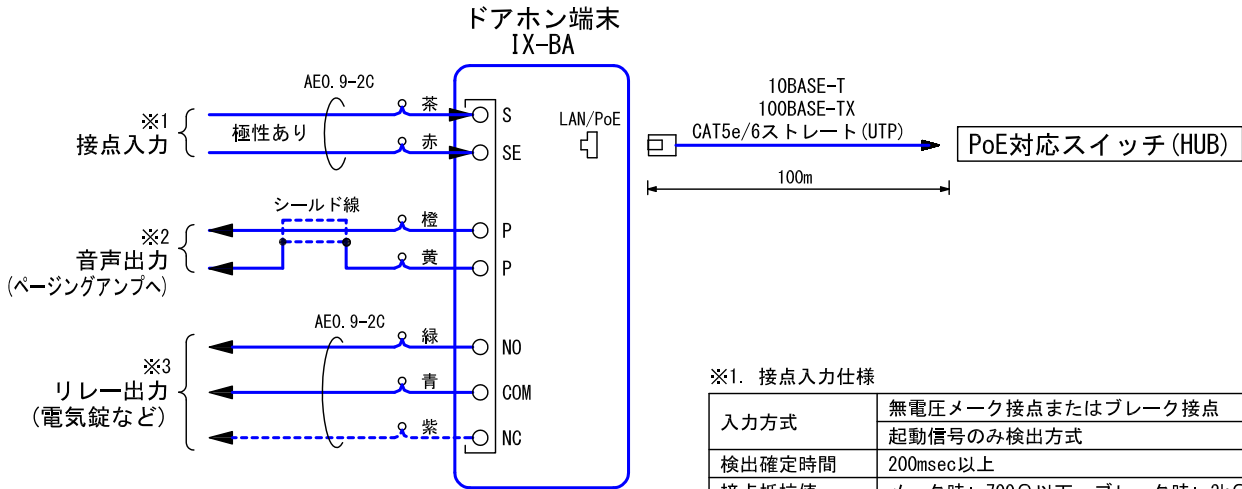 ドアホン端末
IX-BA
AE0.9-2C
※1
接点入力
極性あり
茶
S
赤
SE
LAN/PoE
10BASE-T
100BASE-TX
CAT5e/6ストレート(UTP)
PoE対応スイッチ(HUB)
100m
シールド線
※2
音声出力
(ページングアンプへ)
橙
P
黄
P
AE0.9-2C
※3
リレー出力
(電気錠など)
緑
NO
青
COM
紫
NC
※1. 接点入力仕様
入力方式
無電圧メーク接点またはブレーク接点
起動信号のみ検出方式
検出確定時間
200msec以上